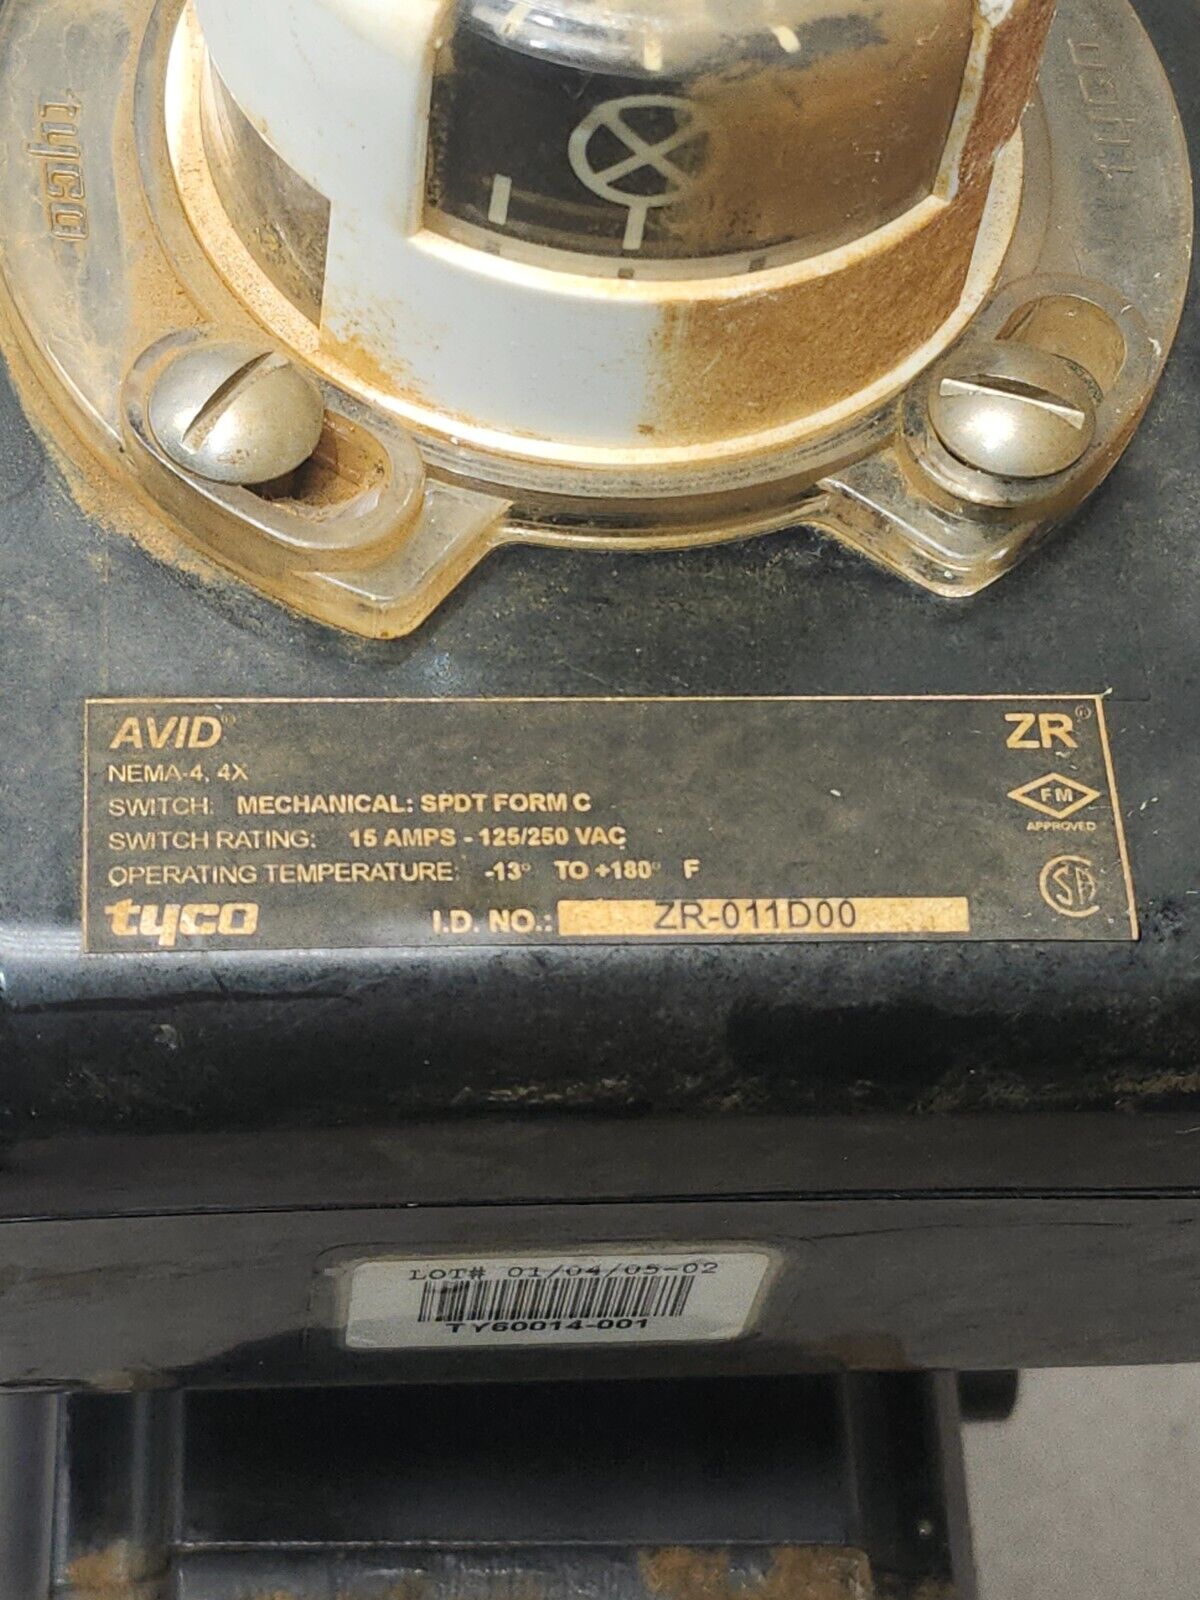 tyco
tyco
AVID® ZR®
NEMA-4, 4X
SWITCH: MECHANICAL: SPDT FORM C
FM
APPROVED
SWITCH RATING: 15 AMPS - 125/250 VAC
OPERATING TEMPERATURE: -13° TO +180° F
SA
tyco I.D. NO.: ZR-011D00
LOT# 01/04/05-02
TY60014-001